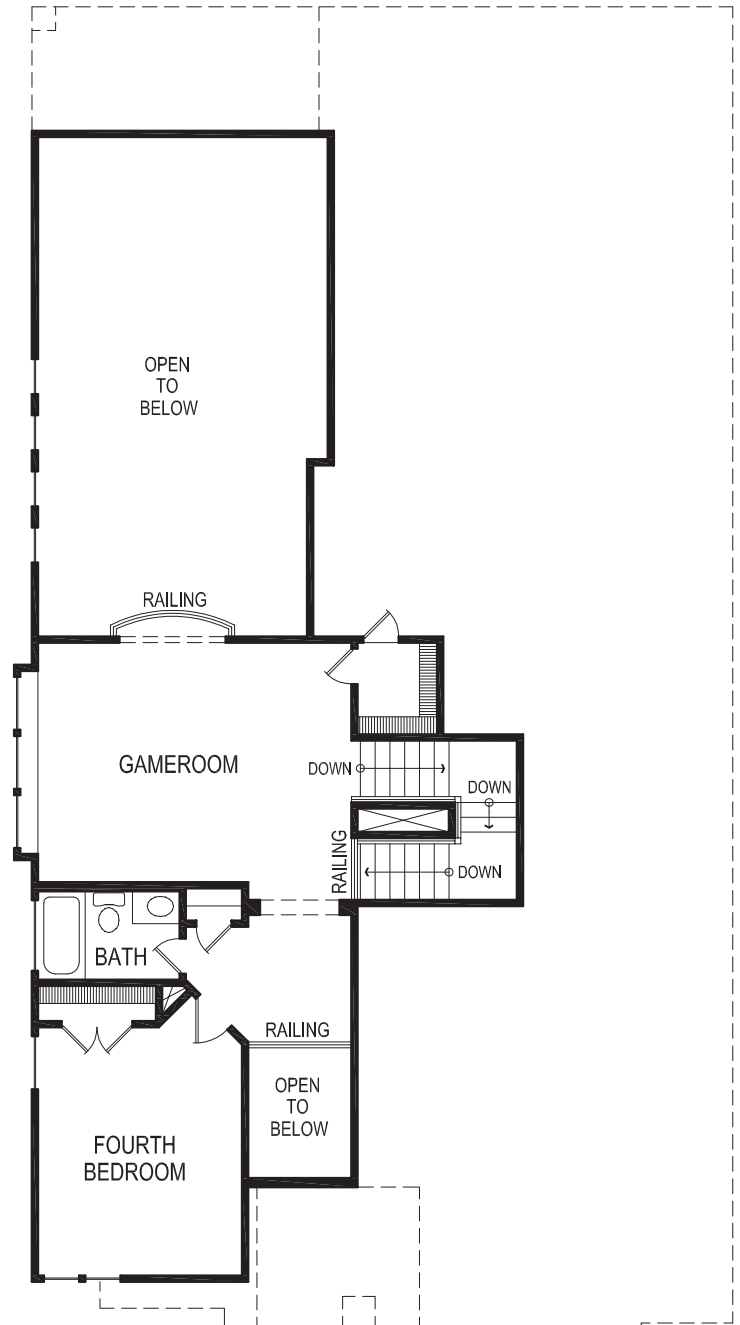 OPEN
TO
BELOW
RAILING
GAMEROOM
DOWN
DOWN
RAILING
DOWN
BATH
RAILING
OPEN
TO
BELOW
FOURTH
BEDROOM